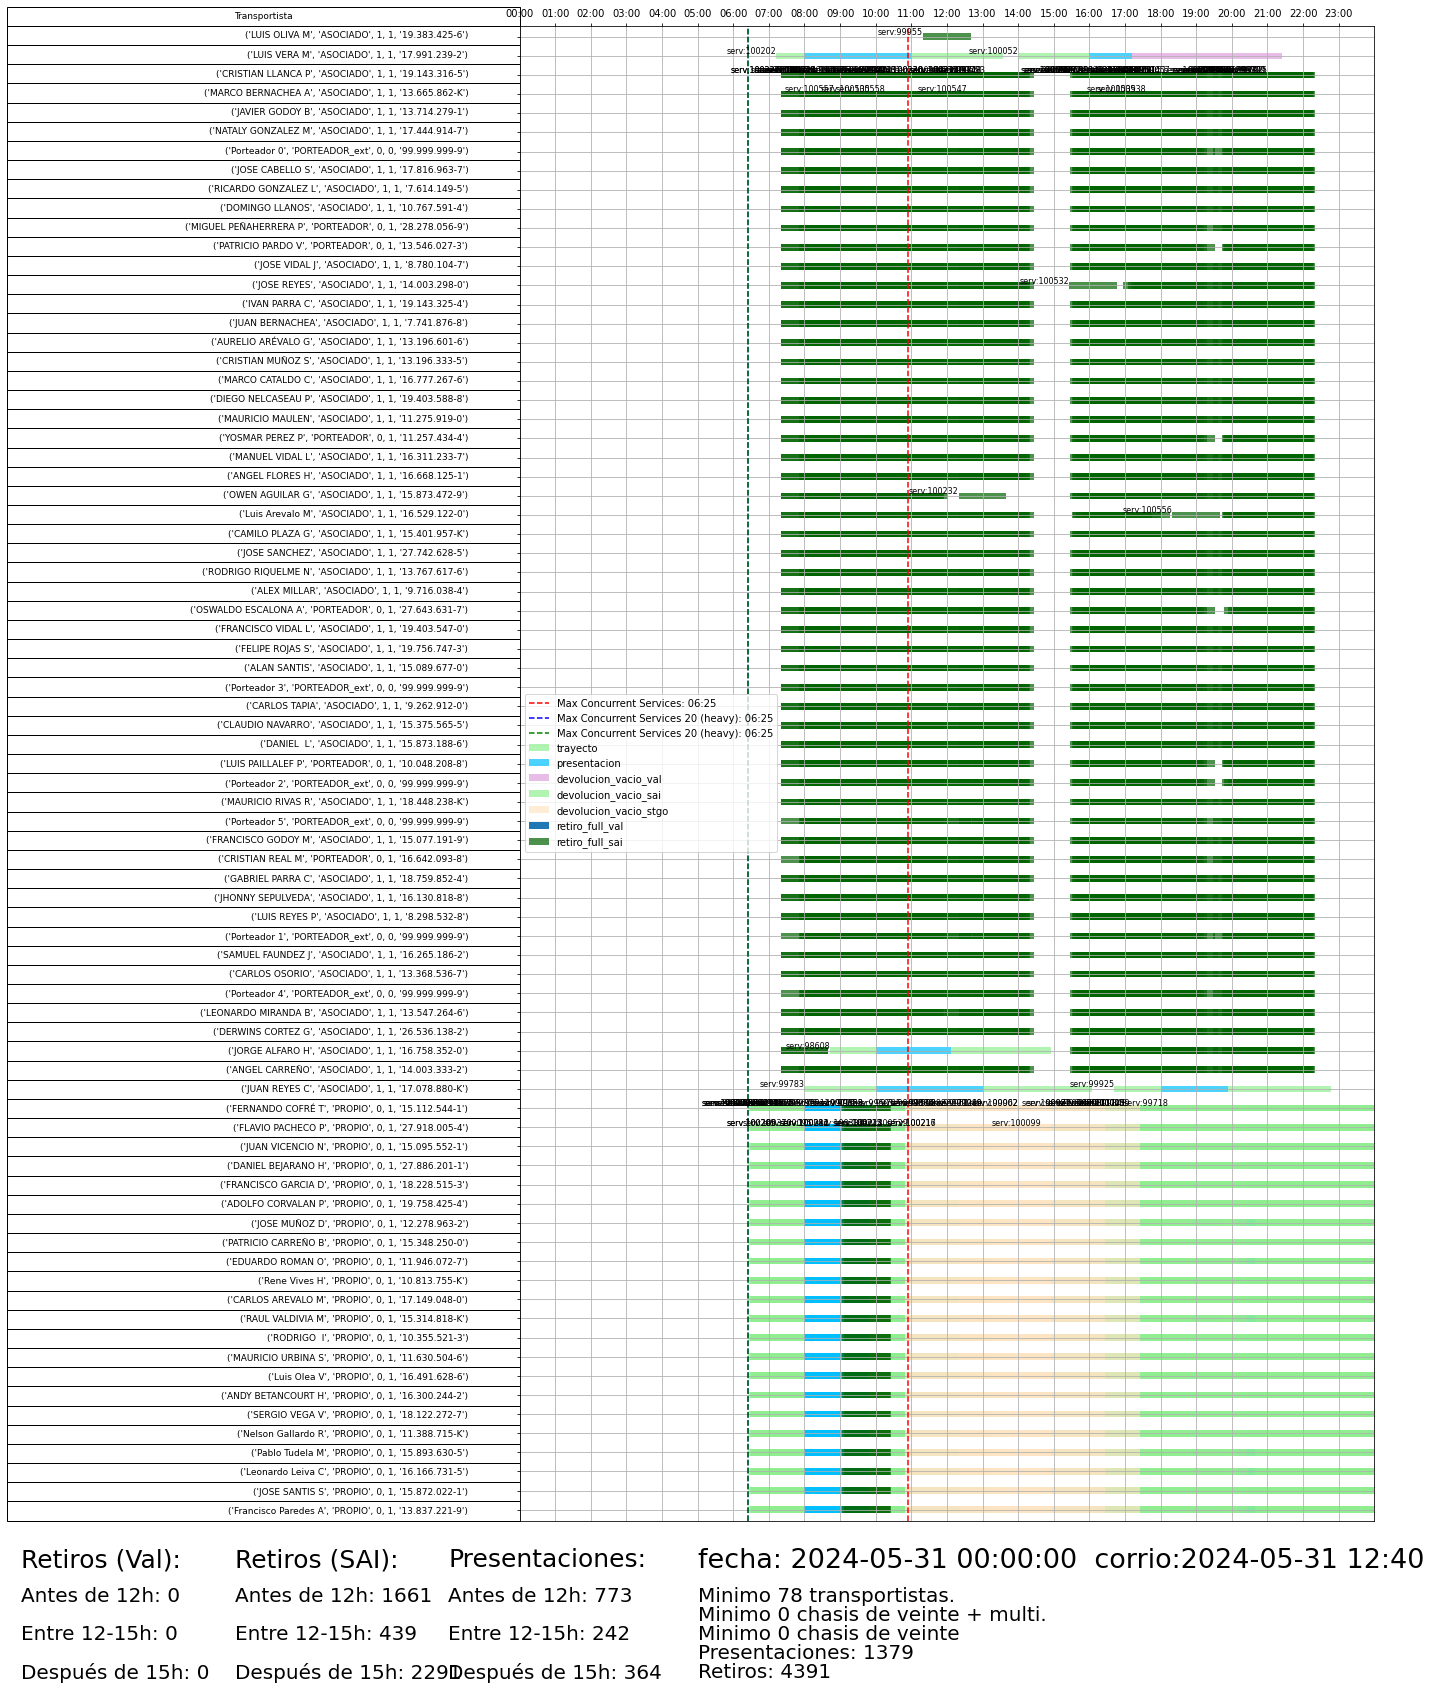 Transportista
00:00 01:00 02:00 03:00 04:00 05:00 06:00 07:00 08:00 09:00 10:00 11:00 12:00 13:00 14:00 15:00 16:00 17:00 18:00 19:00 20:00 21:00 22:00 23:00
('LUIS OLIVA M', 'ASOCIADO', 1, 1, '19.383.425-6') serv:99955
('LUIS VERA M', 'ASOCIADO', 1, 1, '17.991.239-2') serv:100202 serv:100052
('CRISTIAN LLANCA P', 'ASOCIADO', 1, 1, '19.143.316-5')
('MARCO BERNACHEA A', 'ASOCIADO', 1, 1, '13.665.862-K') serv:100547
('JAVIER GODOY B', 'ASOCIADO', 1, 1, '13.714.279-1')
('NATALY GONZALEZ M', 'ASOCIADO', 1, 1, '17.444.914-7')
('Porteador 0', 'PORTEADOR_ext', 0, 0, '99.999.999-9')
('JOSE CABELLO S', 'ASOCIADO', 1, 1, '17.816.963-7')
('RICARDO GONZALEZ L', 'ASOCIADO', 1, 1, '7.614.149-5')
('DOMINGO LLANOS', 'ASOCIADO', 1, 1, '10.767.591-4')
('MIGUEL PEÑAHERRERA P', 'PORTEADOR', 0, 1, '28.278.056-9')
('PATRICIO PARDO V', 'PORTEADOR', 0, 1, '13.546.027-3')
('JOSE VIDAL J', 'ASOCIADO', 1, 1, '8.780.104-7')
('JOSE REYES', 'ASOCIADO', 1, 1, '14.003.298-0') serv:100532
('IVAN PARRA C', 'ASOCIADO', 1, 1, '19.143.325-4')
('JUAN BERNACHEA', 'ASOCIADO', 1, 1, '7.741.876-8')
('AURELIO ARÉVALO G', 'ASOCIADO', 1, 1, '13.196.601-6')
('CRISTIAN MUÑOZ S', 'ASOCIADO', 1, 1, '13.196.333-5')
('MARCO CATALDO C', 'ASOCIADO', 1, 1, '16.777.267-6')
('DIEGO NELCASEAU P', 'ASOCIADO', 1, 1, '19.403.588-8')
('MAURICIO MAULEN', 'ASOCIADO', 1, 1, '11.275.919-0')
('YOSMAR PEREZ P', 'PORTEADOR', 0, 1, '11.257.434-4')
('MANUEL VIDAL L', 'ASOCIADO', 1, 1, '16.311.233-7')
('ANGEL FLORES H', 'ASOCIADO', 1, 1, '16.668.125-1')
('OWEN AGUILAR G', 'ASOCIADO', 1, 1, '15.873.472-9') serv:100232
('Luis Arevalo M', 'ASOCIADO', 1, 1, '16.529.122-0') serv:100556
('CAMILO PLAZA G', 'ASOCIADO', 1, 1, '15.401.957-K')
('JOSE SANCHEZ', 'ASOCIADO', 1, 1, '27.742.628-5')
('RODRIGO RIQUELME N', 'ASOCIADO', 1, 1, '13.767.617-6')
('ALEX MILLAR', 'ASOCIADO', 1, 1, '9.716.038-4')
('OSWALDO ESCALONA A', 'PORTEADOR', 0, 1, '27.643.631-7')
('FRANCISCO VIDAL L', 'ASOCIADO', 1, 1, '19.403.547-0')
('FELIPE ROJAS S', 'ASOCIADO', 1, 1, '19.756.747-3')
('ALAN SANTIS', 'ASOCIADO', 1, 1, '15.089.677-0')
('Porteador 3', 'PORTEADOR_ext', 0, 0, '99.999.999-9')
('CARLOS TAPIA', 'ASOCIADO', 1, 1, '9.262.912-0')
('CLAUDIO NAVARRO', 'ASOCIADO', 1, 1, '15.375.565-5')
('DANIEL  L', 'ASOCIADO', 1, 1, '15.873.188-6')
('LUIS PAILLALEF P', 'PORTEADOR', 0, 1, '10.048.208-8')
('Porteador 2', 'PORTEADOR_ext', 0, 0, '99.999.999-9')
('MAURICIO RIVAS R', 'ASOCIADO', 1, 1, '18.448.238-K')
('Porteador 5', 'PORTEADOR_ext', 0, 0, '99.999.999-9')
('FRANCISCO GODOY M', 'ASOCIADO', 1, 1, '15.077.191-9')
('CRISTIAN REAL M', 'PORTEADOR', 0, 1, '16.642.093-8')
('GABRIEL PARRA C', 'ASOCIADO', 1, 1, '18.759.852-4')
('JHONNY SEPULVEDA', 'ASOCIADO', 1, 1, '16.130.818-8')
('LUIS REYES P', 'ASOCIADO', 1, 1, '8.298.532-8')
('Porteador 1', 'PORTEADOR_ext', 0, 0, '99.999.999-9')
('SAMUEL FAUNDEZ J', 'ASOCIADO', 1, 1, '16.265.186-2')
('CARLOS OSORIO', 'ASOCIADO', 1, 1, '13.368.536-7')
('Porteador 4', 'PORTEADOR_ext', 0, 0, '99.999.999-9')
('LEONARDO MIRANDA B', 'ASOCIADO', 1, 1, '13.547.264-6')
('DERWINS CORTEZ G', 'ASOCIADO', 1, 1, '26.536.138-2')
('JORGE ALFARO H', 'ASOCIADO', 1, 1, '16.758.352-0') serv:98608
('ANGEL CARREÑO', 'ASOCIADO', 1, 1, '14.003.333-2')
('JUAN REYES C', 'ASOCIADO', 1, 1, '17.078.880-K') serv:99783 serv:99925
('FERNANDO COFRÉ T', 'PROPIO', 0, 1, '15.112.544-1') serv:99718
('FLAVIO PACHECO P', 'PROPIO', 0, 1, '27.918.005-4') serv:100099
('JUAN VICENCIO N', 'PROPIO', 0, 1, '15.095.552-1')
('DANIEL BEJARANO H', 'PROPIO', 0, 1, '27.886.201-1')
('FRANCISCO GARCIA D', 'PROPIO', 0, 1, '18.228.515-3')
('ADOLFO CORVALAN P', 'PROPIO', 0, 1, '19.758.425-4')
('JOSE MUÑOZ D', 'PROPIO', 0, 1, '12.278.963-2')
('PATRICIO CARREÑO B', 'PROPIO', 0, 1, '15.348.250-0')
('EDUARDO ROMAN O', 'PROPIO', 0, 1, '11.946.072-7')
('Rene Vives H', 'PROPIO', 0, 1, '10.813.755-K')
('CARLOS AREVALO M', 'PROPIO', 0, 1, '17.149.048-0')
('RAUL VALDIVIA M', 'PROPIO', 0, 1, '15.314.818-K')
('RODRIGO  I', 'PROPIO', 0, 1, '10.355.521-3')
('MAURICIO URBINA S', 'PROPIO', 0, 1, '11.630.504-6')
('Luis Olea V', 'PROPIO', 0, 1, '16.491.628-6')
('ANDY BETANCOURT H', 'PROPIO', 0, 1, '16.300.244-2')
('SERGIO VEGA V', 'PROPIO', 0, 1, '18.122.272-7')
('Nelson Gallardo R', 'PROPIO', 0, 1, '11.388.715-K')
('Pablo Tudela M', 'PROPIO', 0, 1, '15.893.630-5')
('Leonardo Leiva C', 'PROPIO', 0, 1, '16.166.731-5')
('JOSE SANTIS S', 'PROPIO', 0, 1, '15.872.022-1')
('Francisco Paredes A', 'PROPIO', 0, 1, '13.837.221-9')
Max Concurrent Services: 06:25
Max Concurrent Services 20 (heavy): 06:25
Max Concurrent Services 20 (heavy): 06:25
trayecto
presentacion
devolucion_vacio_val
devolucion_vacio_sai
devolucion_vacio_stgo
retiro_full_val
retiro_full_sai
Retiros (Val): Retiros (SAI): Presentaciones: fecha: 2024-05-31 00:00:00  corrio:2024-05-31 12:40
Antes de 12h: 0 Antes de 12h: 1661 Antes de 12h: 773 Minimo 78 transportistas.
Minimo 0 chasis de veinte + multi.
Entre 12-15h: 0 Entre 12-15h: 439 Entre 12-15h: 242 Minimo 0 chasis de veinte
Presentaciones: 1379
Después de 15h: 0 Después de 15h: 2291 Después de 15h: 364 Retiros: 4391